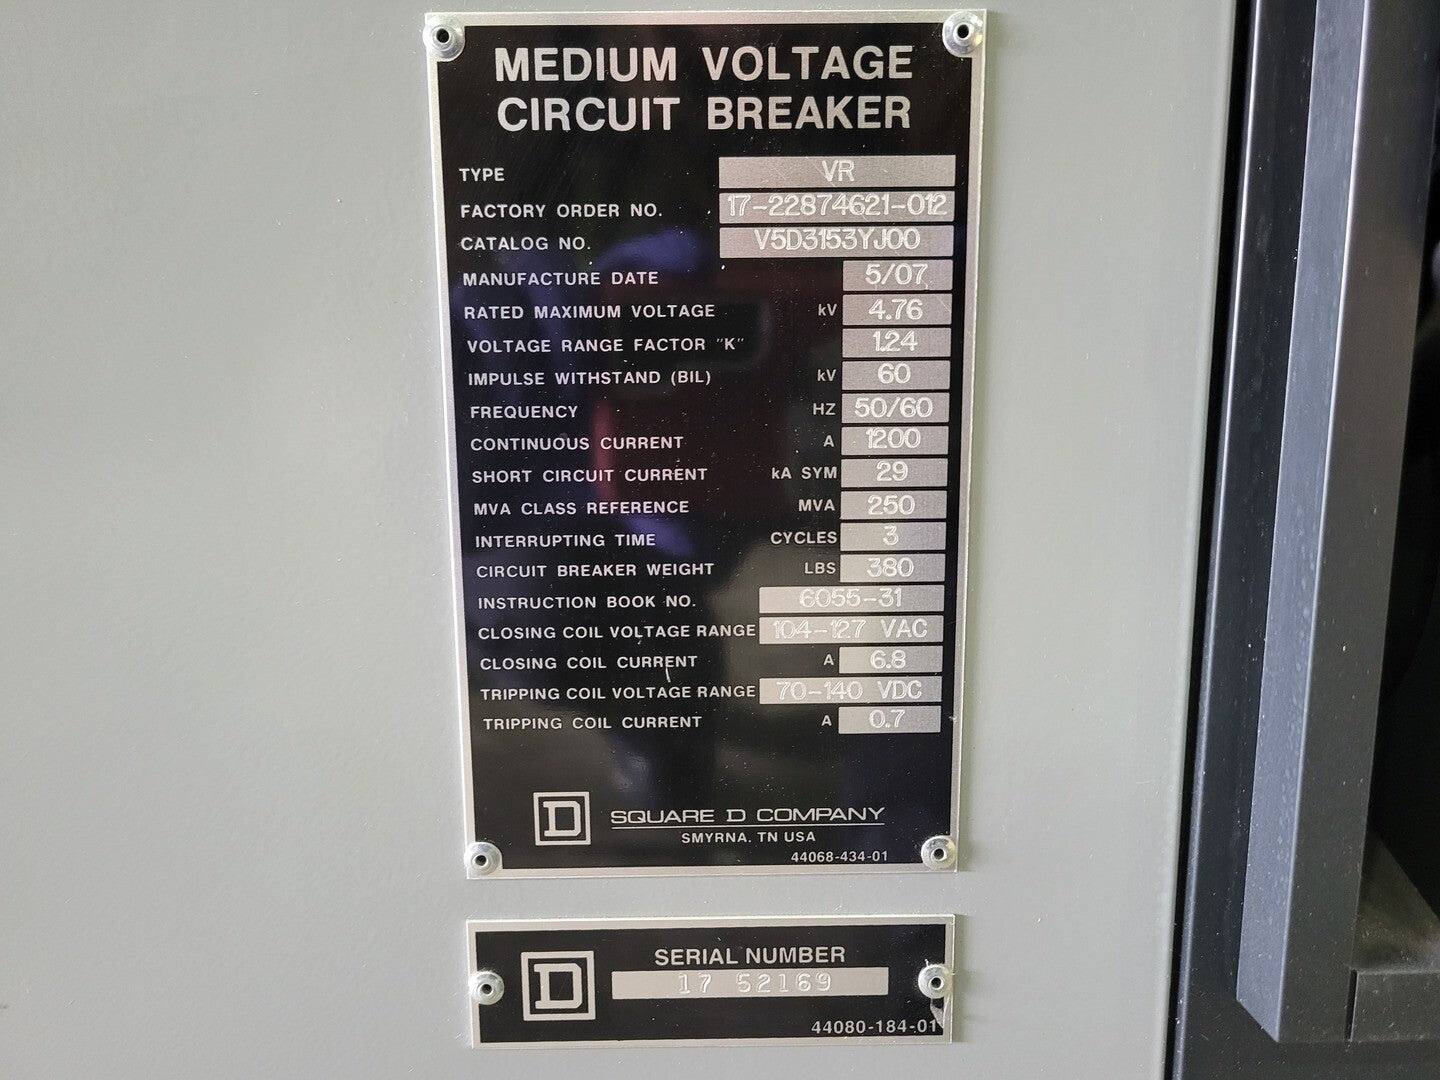 MEDIUM VOLTAGE
CIRCUIT BREAKER
TYPE VR
FACTORY ORDER NO. 17-22874621-012
CATALOG NO. V5D3153YJ00
MANUFACTURE DATE 5/07
RATED MAXIMUM VOLTAGE kV 4.76
VOLTAGE RANGE FACTOR "K" 1.24
IMPULSE WITHSTAND (BIL) kV 60
FREQUENCY HZ 50/60
CONTINUOUS CURRENT A 1200
SHORT CIRCUIT CURRENT kA SYM 29
MVA CLASS REFERENCE MVA 250
INTERRUPTING TIME CYCLES 3
CIRCUIT BREAKER WEIGHT LBS 380
INSTRUCTION BOOK NO. 6055-31
CLOSING COIL VOLTAGE RANGE 104-127 VAC
CLOSING COIL CURRENT A 6.8
TRIPPING COIL VOLTAGE RANGE 70-140 VDC
TRIPPING COIL CURRENT A 0.7
D SQUARE D COMPANY
SMYRNA. TN USA
44068-434-01
D SERIAL NUMBER
17 52169
44080-184-01